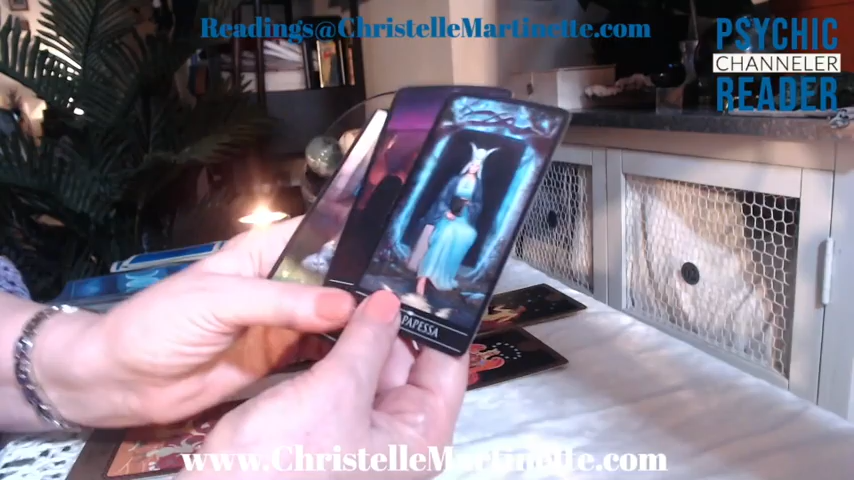 Readings@ChristelleMartinette.com
PSYCHIC
CHANNELER
READER
PAPESSA
www.ChristelleMartinette.com